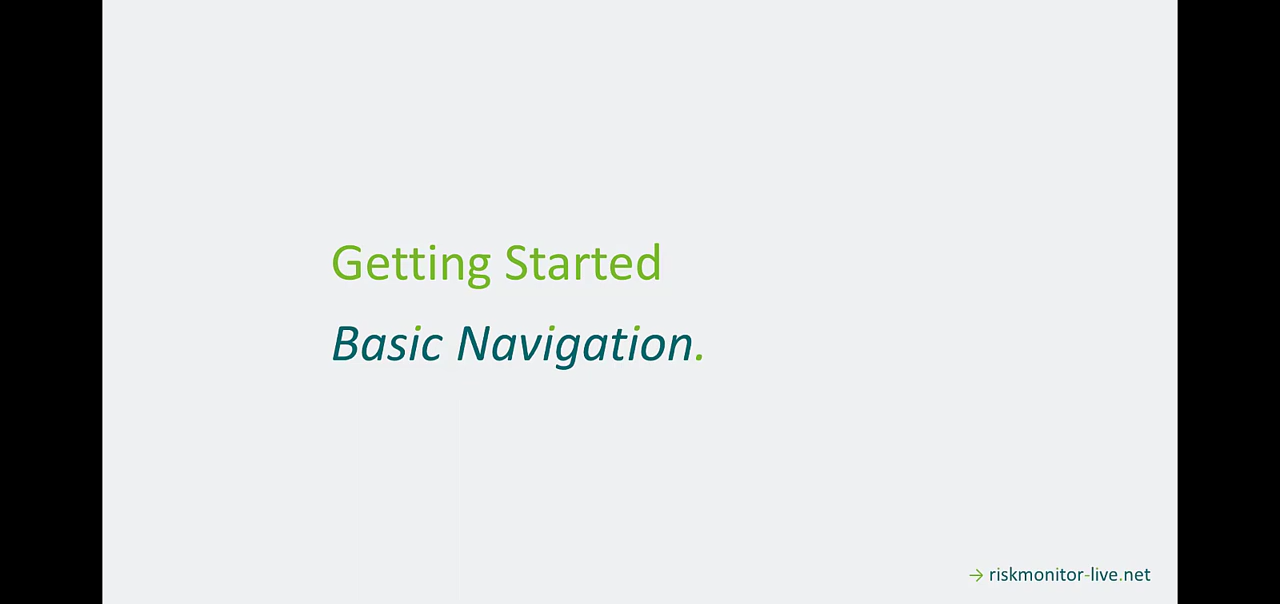 Getting Started
Basic Navigation.
→ riskmonitor-live.net